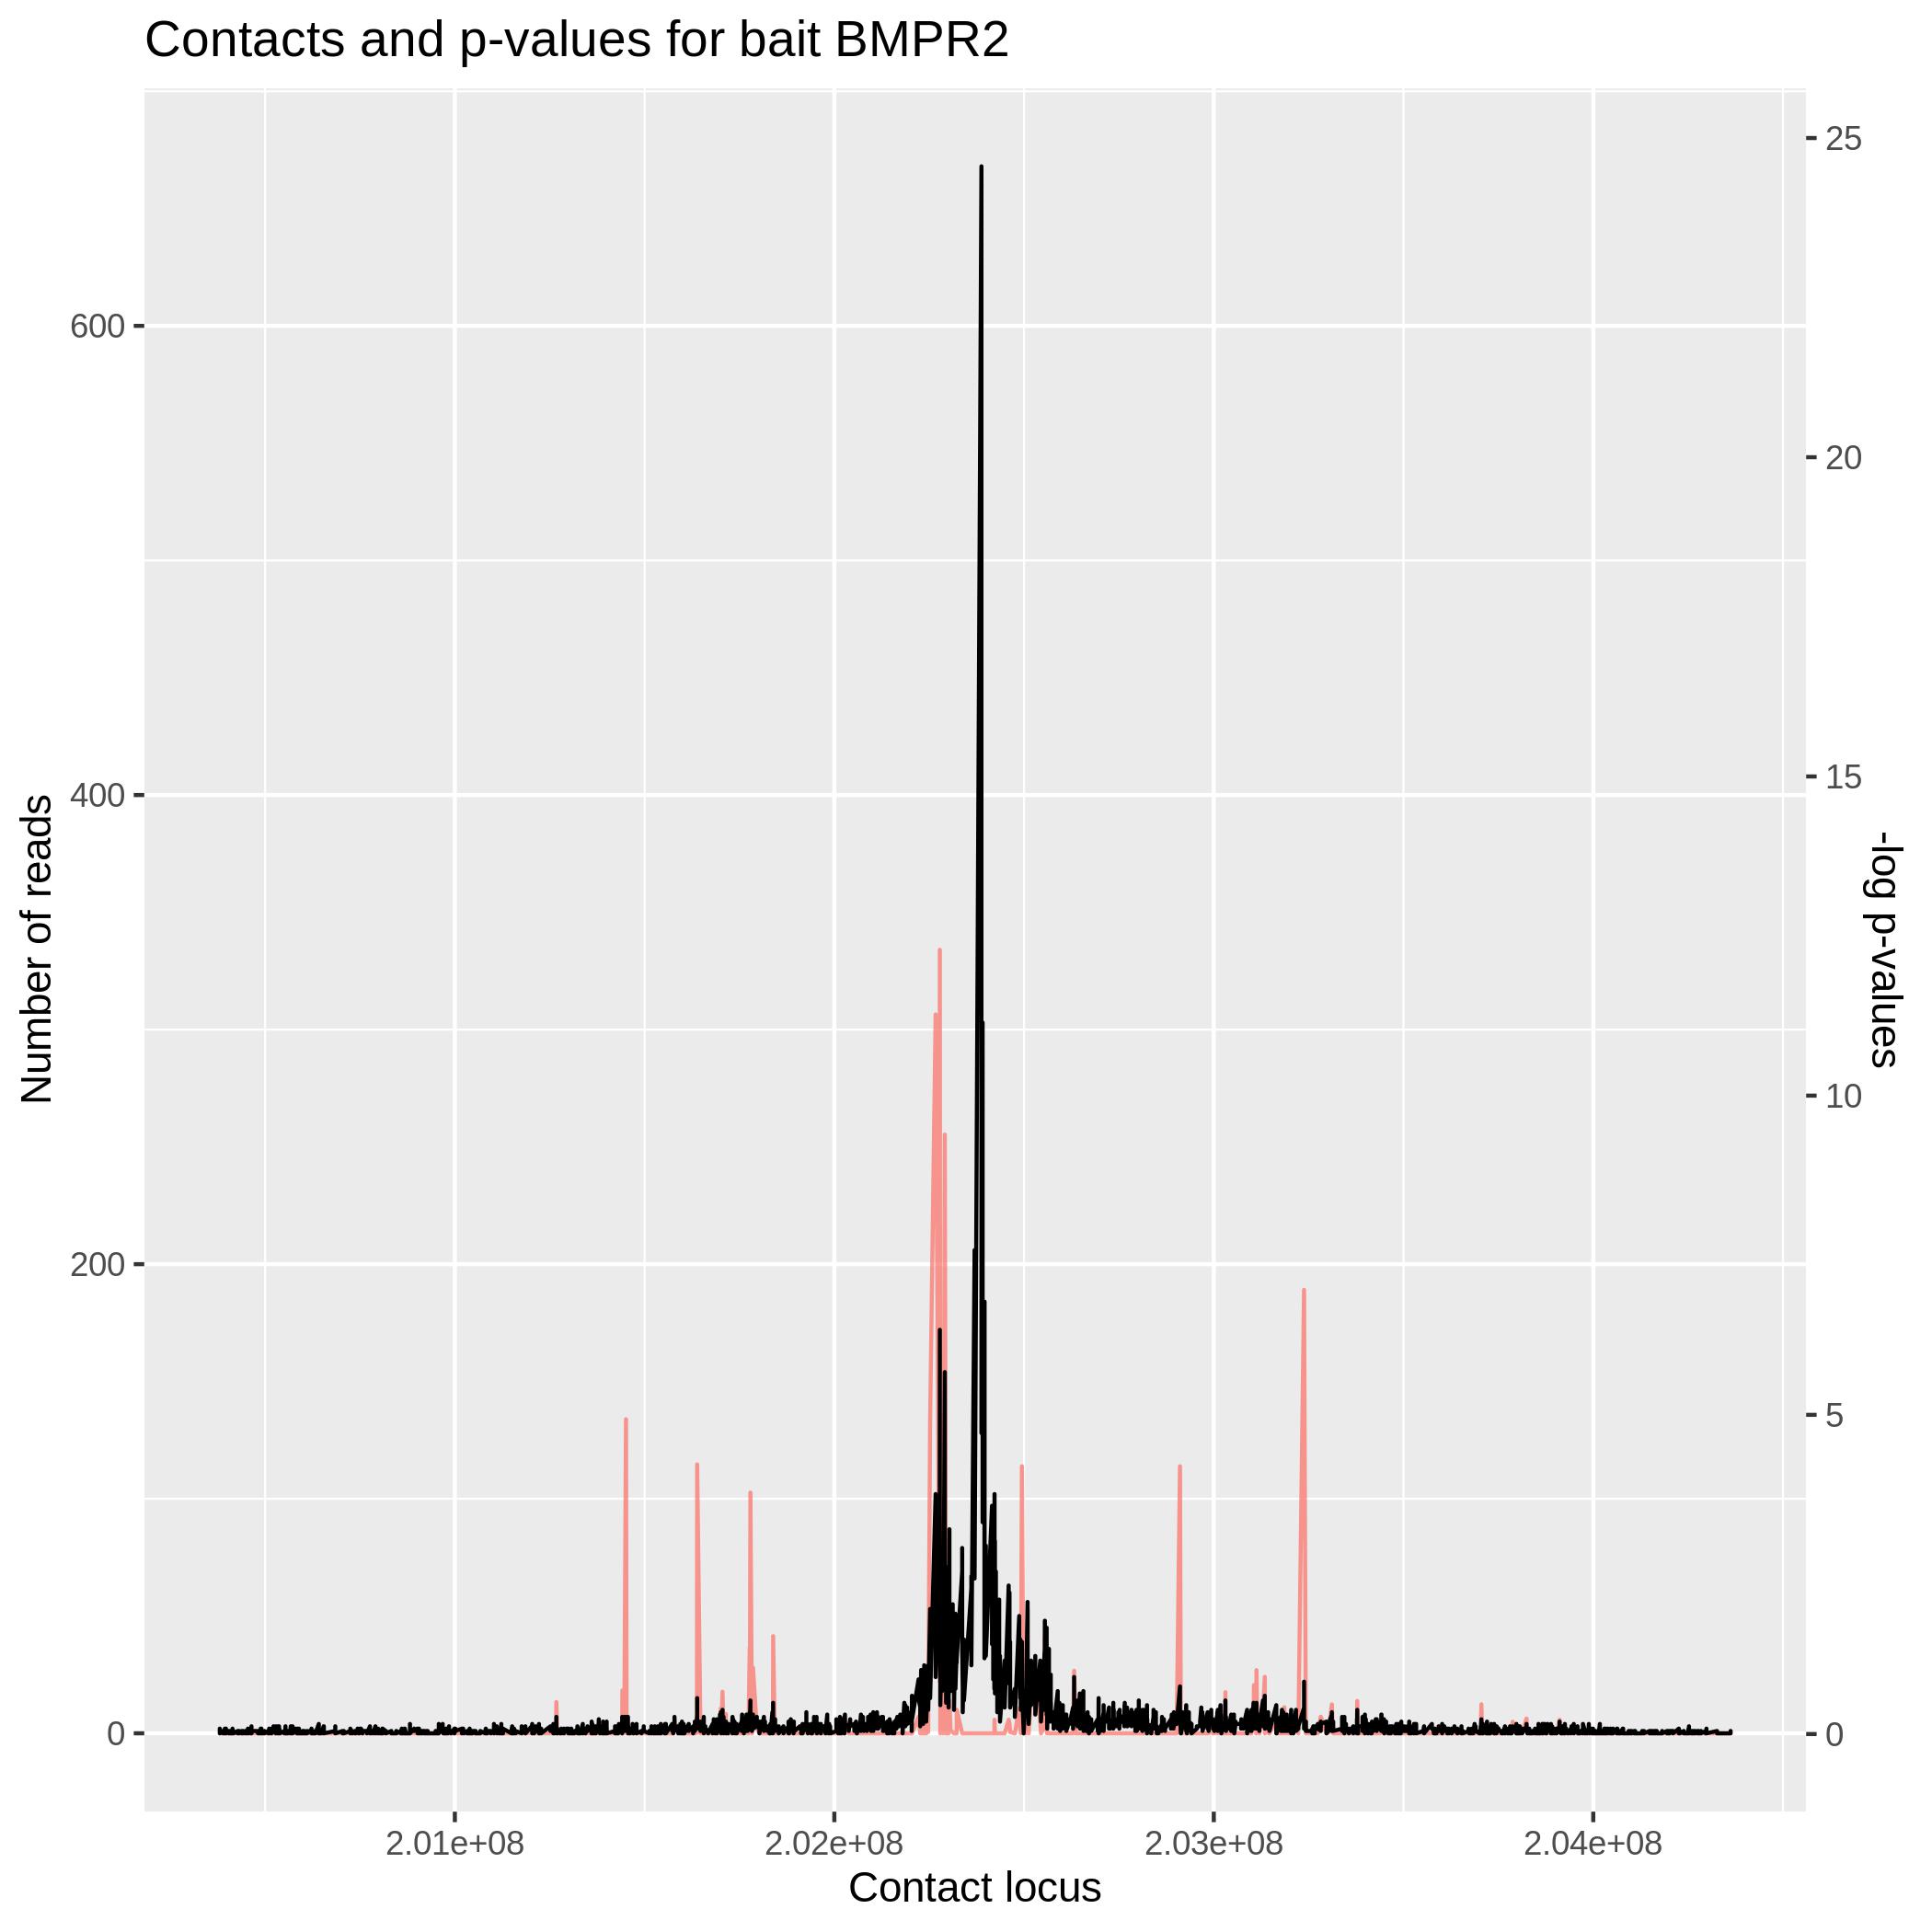 Contacts and p-values for bait BMPR2
Number of reads
600
400
200
0
25
20
15
10
5
0
-log p-values
2.01e+08
2.02e+08
2.03e+08
2.04e+08
Contact locus